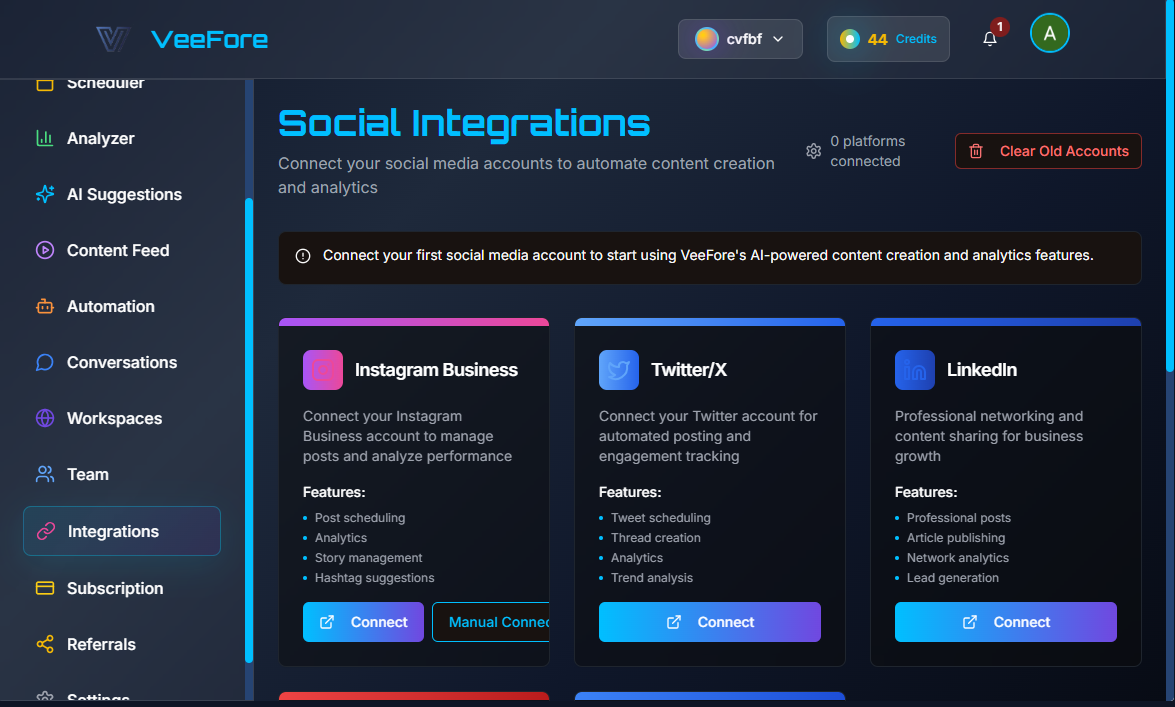 VeeFore
cvfbf
44 Credits
1
A
Scheduler
Analyzer
AI Suggestions
Content Feed
Automation
Conversations
Workspaces
Team
Integrations
Subscription
Referrals
Settings
Social Integrations
Connect your social media accounts to automate content creation
and analytics
0 platforms
connected
Clear Old Accounts
Connect your first social media account to start using VeeFore's AI-powered content creation and analytics features.
Instagram Business
Connect your Instagram
Business account to manage
posts and analyze performance
Features:
Post scheduling
Analytics
Story management
Hashtag suggestions
Connect
Manual Connec
Twitter/X
Connect your Twitter account for
automated posting and
engagement tracking
Features:
Tweet scheduling
Thread creation
Analytics
Trend analysis
Connect
LinkedIn
Professional networking and
content sharing for business
growth
Features:
Professional posts
Article publishing
Network analytics
Lead generation
Connect